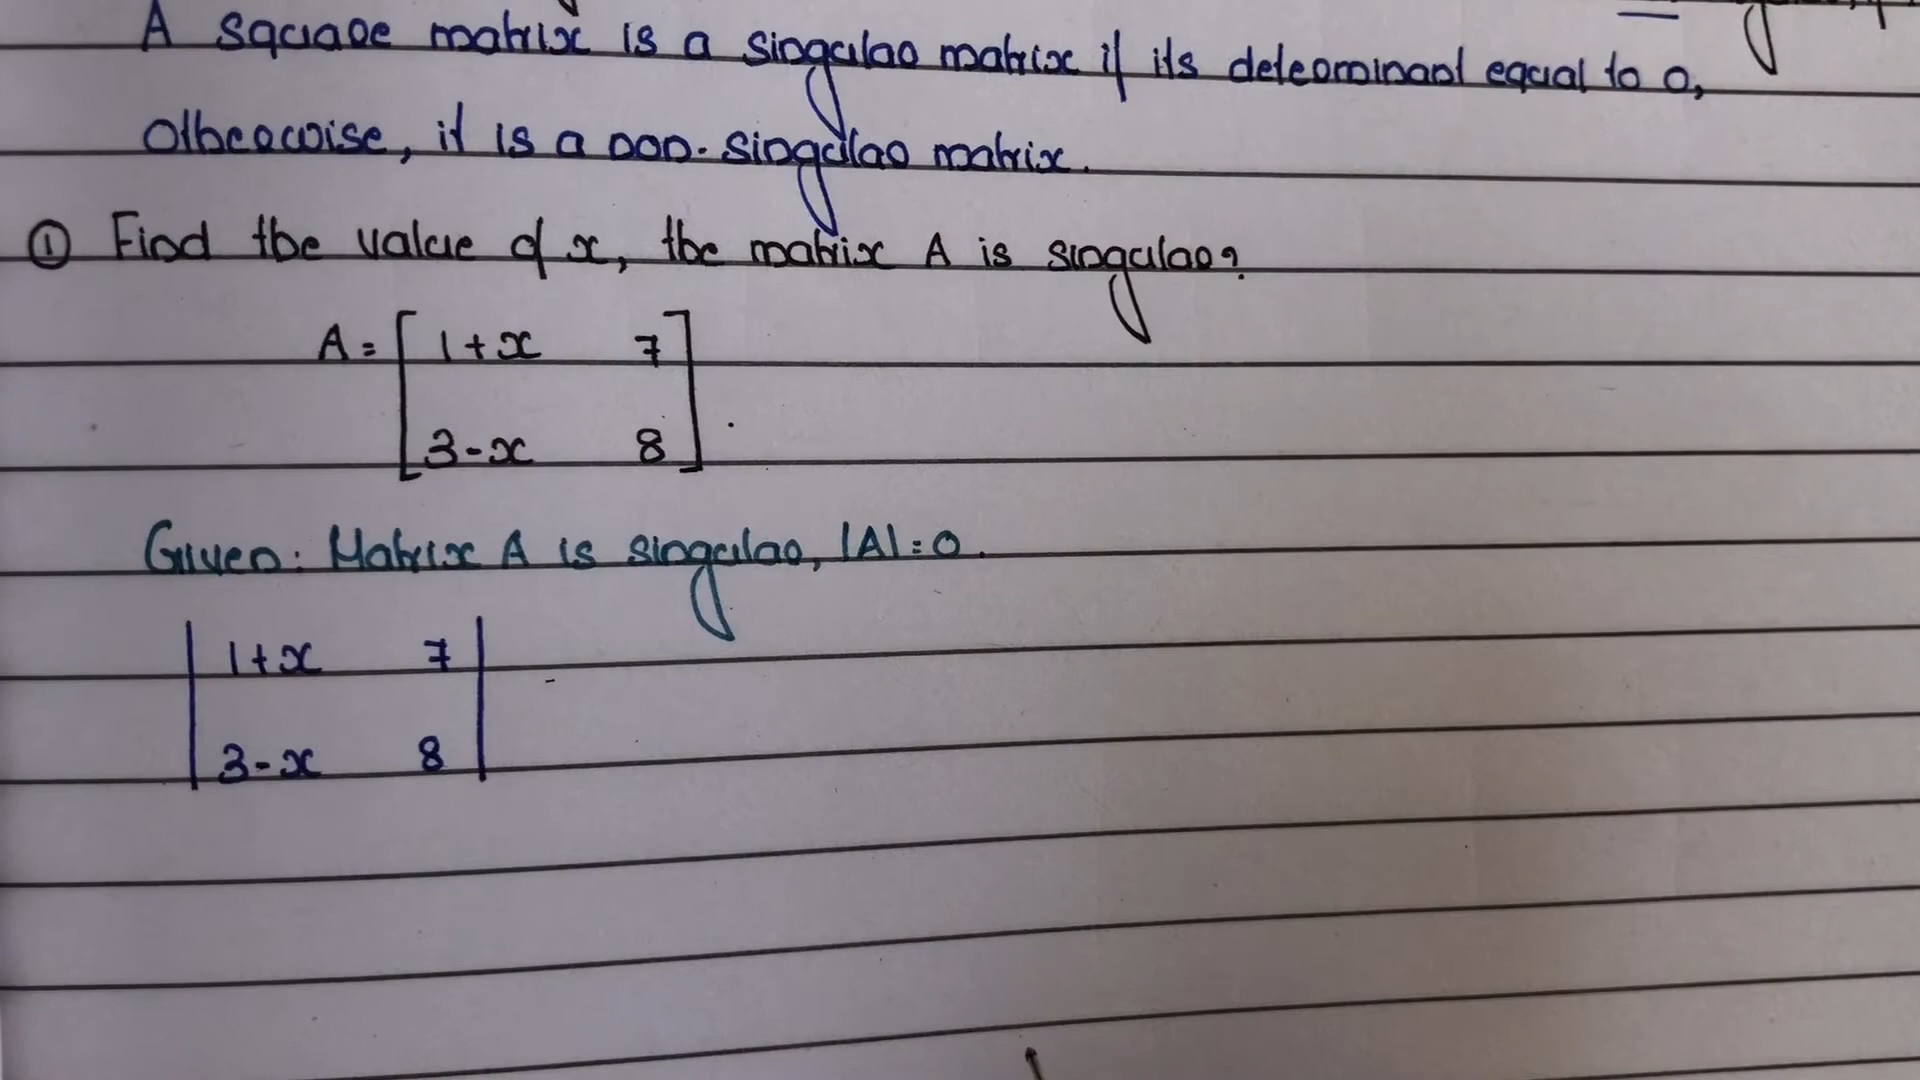 A square matrix is a singular matrix if its determinant equal to 0,
Otherwise, it is a non-singular matrix.
① Find the value of x, the matrix A is singular?
A = [ 1+x 7
3-x 8 ].
Given: Matrix A is singular, |A| = 0.
| 1+x 7 |
| 3-x 8 |